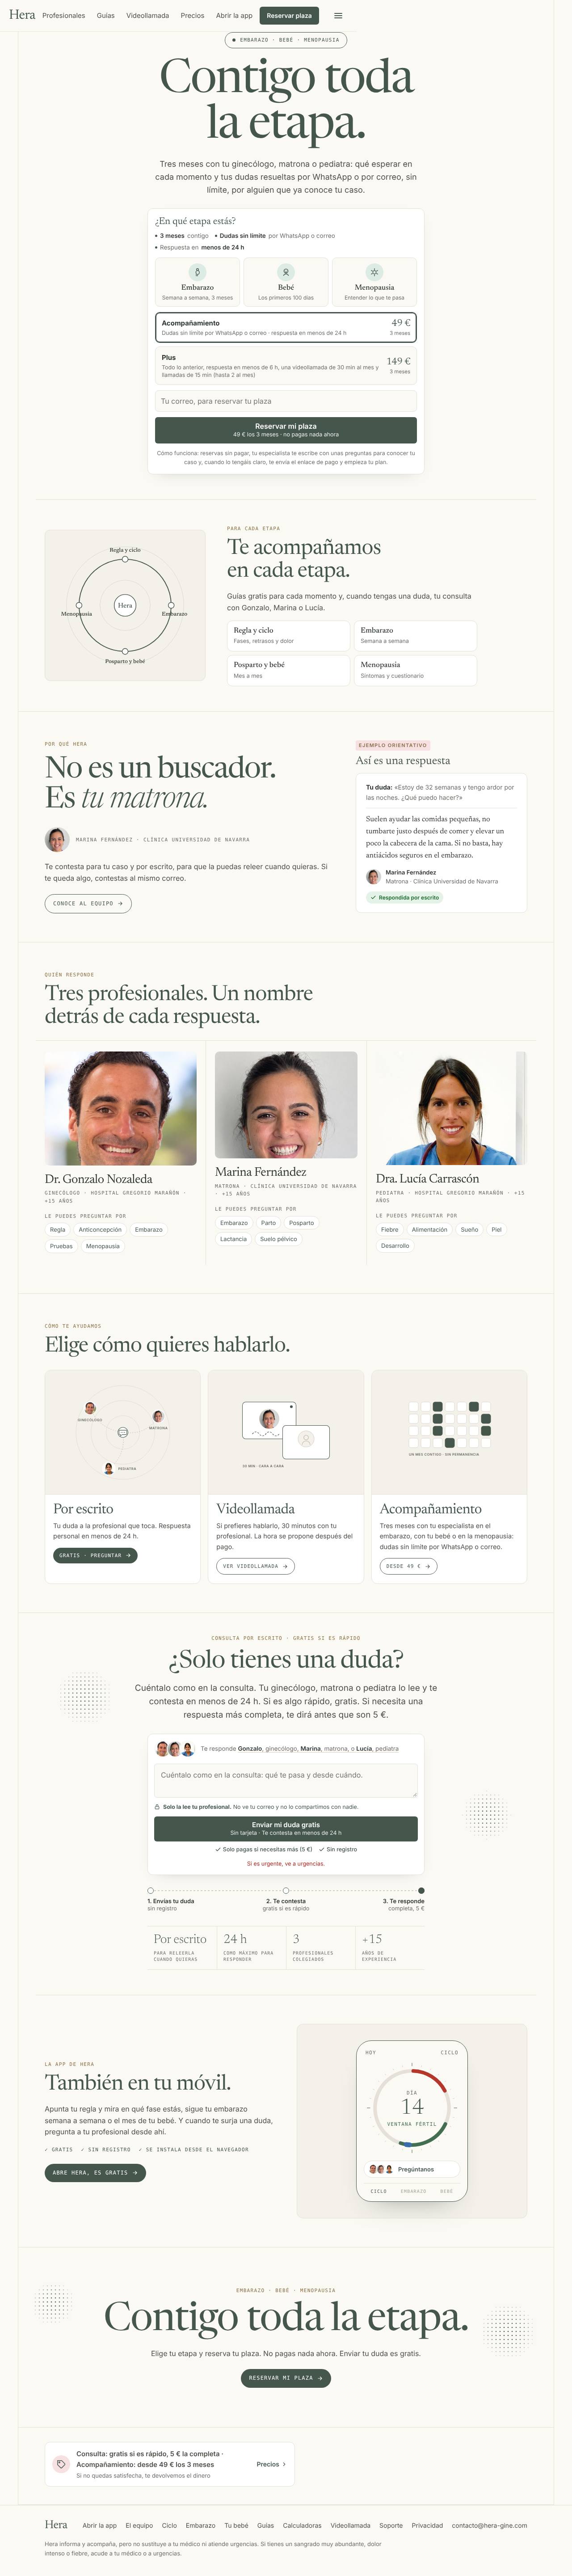 Hera
Profesionales
Guías
Videollamada
Precios
Abrir la app
Reservar plaza
EMBARAZO · BEBÉ · MENOPAUSIA
Contigo toda
la etapa.
Tres meses con tu ginecólogo, matrona o pediatra: qué esperar en
cada momento y tus dudas resueltas por WhatsApp o por correo, sin
límite, por alguien que ya conoce tu caso.
¿En qué etapa estás?
• 3 meses contigo • Dudas sin límite por WhatsApp o correo
• Respuesta en menos de 24 h
Embarazo
Semana a semana, 3 meses
Bebé
Los primeros 100 días
Menopausia
Entender lo que te pasa
Acompañamiento
Dudas sin límite por WhatsApp o correo · respuesta en menos de 24 h
49 €
3 meses
Plus
Todo lo anterior, respuesta en menos de 6 h, una videollamada de 30 min al mes y
llamadas de 15 min (hasta 2 al mes)
149 €
3 meses
Tu correo, para reservar tu plaza
Reservar mi plaza
49 € los 3 meses · no pagas nada ahora
Cómo funciona: reservas sin pagar, tu especialista te escribe con unas preguntas para conocer tu
caso y, cuando lo tengáis claro, te envía el enlace de pago y empieza tu plan.
Regla y ciclo
Menopausia
Hera
Embarazo
Posparto y bebé
PARA CADA ETAPA
Te acompañamos
en cada etapa.
Guías gratis para cada momento y, cuando tengas una duda, tu consulta
con Gonzalo, Marina o Lucía.
Regla y ciclo
Fases, retrasos y dolor
Embarazo
Semana a semana
Posparto y bebé
Mes a mes
Menopausia
Síntomas y cuestionario
POR QUÉ HERA
No es un buscador.
Es tu matrona.
MARINA FERNÁNDEZ · CLÍNICA UNIVERSIDAD DE NAVARRA
Te contesta para tu caso y por escrito, para que la puedas releer cuando quieras. Si
te queda algo, contestas al mismo correo.
CONOCE AL EQUIPO →
EJEMPLO ORIENTATIVO
Así es una respuesta
Tu duda: «Estoy de 32 semanas y tengo ardor por
las noches. ¿Qué puedo hacer?»
Suelen ayudar las comidas pequeñas, no
tumbarte justo después de comer y elevar un
poco la cabecera de la cama. Si no basta, hay
antiácidos seguros en el embarazo.
Marina Fernández
Matrona · Clínica Universidad de Navarra
✓ Respondida por escrito
QUIÉN RESPONDE
Tres profesionales. Un nombre
detrás de cada respuesta.
Dr. Gonzalo Nozaleda
GINECÓLOGO · HOSPITAL GREGORIO MARAÑÓN ·
+15 AÑOS
LE PUEDES PREGUNTAR POR
Regla
Anticoncepción
Embarazo
Pruebas
Menopausia
Marina Fernández
MATRONA · CLÍNICA UNIVERSIDAD DE NAVARRA
· +15 AÑOS
LE PUEDES PREGUNTAR POR
Embarazo
Parto
Posparto
Lactancia
Suelo pélvico
Dra. Lucía Carrascón
PEDIATRA · HOSPITAL GREGORIO MARAÑÓN · +15
AÑOS
LE PUEDES PREGUNTAR POR
Fiebre
Alimentación
Sueño
Piel
Desarrollo
CÓMO TE AYUDAMOS
Elige cómo quieres hablarlo.
GINECÓLOGO
MATRONA
PEDIATRA
Por escrito
Tu duda a la profesional que toca. Respuesta
personal en menos de 24 h.
GRATIS · PREGUNTAR →
30 MIN · CARA A CARA
Videollamada
Si prefieres hablarlo, 30 minutos con tu
profesional. La hora se propone después del
pago.
VER VIDEOLLAMADA →
UN MES CONTIGO · SIN PERMANENCIA
Acompañamiento
Tres meses con tu especialista en el
embarazo, con tu bebé o en la menopausia:
dudas sin límite por WhatsApp o correo.
DESDE 49 € →
CONSULTA POR ESCRITO · GRATIS SI ES RÁPIDO
¿Solo tienes una duda?
Cuéntalo como en la consulta. Tu ginecólogo, matrona o pediatra lo lee y te
contesta en menos de 24 h. Si es algo rápido, gratis. Si necesita una
respuesta más completa, te dirá antes que son 5 €.
Te responde Gonzalo, ginecólogo, Marina, matrona, o Lucía, pediatra
Cuéntalo como en la consulta: qué te pasa y desde cuándo.
Solo la lee tu profesional. No ve tu correo y no lo compartimos con nadie.
Enviar mi duda gratis
Sin tarjeta · Te contesta en menos de 24 h
✓ Solo pagas si necesitas más (5 €) ✓ Sin registro
Si es urgente, ve a urgencias.
1. Envías tu duda
sin registro
2. Te contesta
gratis si es rápido
3. Te responde
completa, 5 €
Por escrito
PARA RELEERLA
CUANDO QUIERAS
24 h
COMO MÁXIMO PARA
RESPONDER
3
PROFESIONALES
COLEGIADOS
+15
AÑOS DE
EXPERIENCIA
LA APP DE HERA
También en tu móvil.
Apunta tu regla y mira en qué fase estás, sigue tu embarazo
semana a semana o el mes de tu bebé. Y cuando te surja una duda,
pregunta a tu profesional desde ahí.
✓ GRATIS ✓ SIN REGISTRO ✓ SE INSTALA DESDE EL NAVEGADOR
ABRE HERA, ES GRATIS →
HOY
CICLO
DÍA
14
VENTANA FÉRTIL
Pregúntanos
CICLO
EMBARAZO
BEBÉ
EMBARAZO · BEBÉ · MENOPAUSIA
Contigo toda la etapa.
Elige tu etapa y reserva tu plaza. No pagas nada ahora. Enviar tu duda es gratis.
RESERVAR MI PLAZA →
Consulta: gratis si es rápido, 5 € la completa ·
Acompañamiento: desde 49 € los 3 meses
Si no quedas satisfecha, te devolvemos el dinero
Precios ›
Hera
Abrir la app
El equipo
Ciclo
Embarazo
Tu bebé
Guías
Calculadoras
Videollamada
Soporte
Privacidad
contacto@hera-gine.com
Hera informa y acompaña, pero no sustituye a tu médico ni atiende urgencias. Si tienes un sangrado muy abundante, dolor
intenso o fiebre, acude a tu médico o a urgencias.